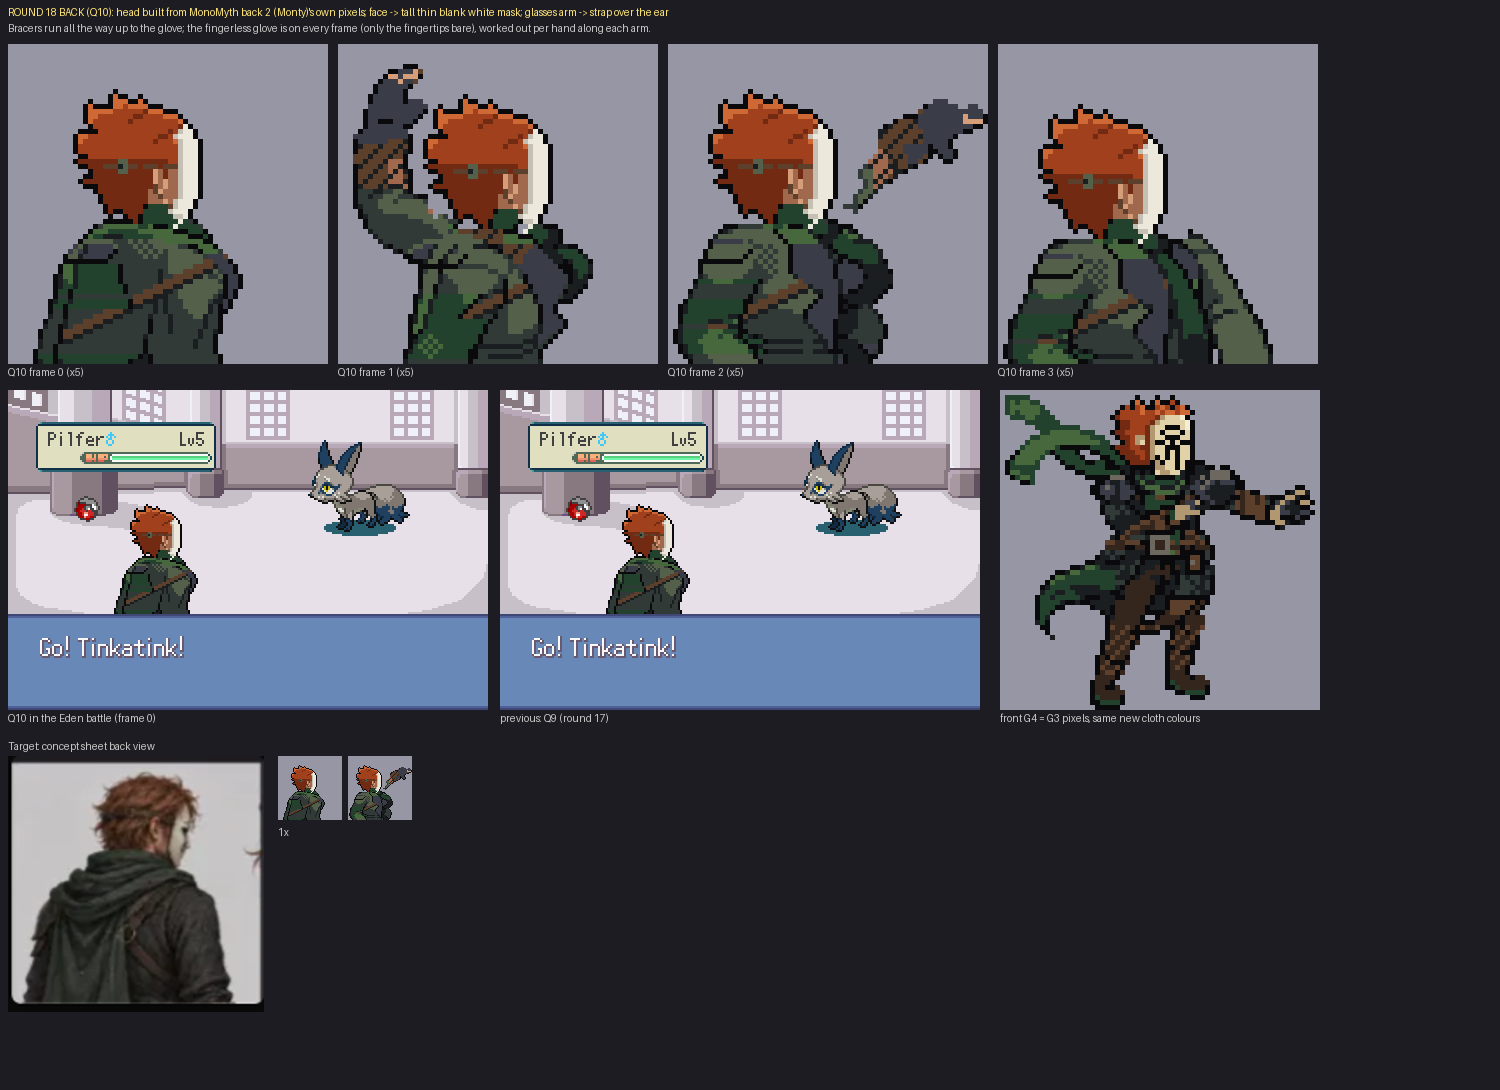 ROUND 18 BACK (Q10): head built from MonoMyth back 2 (Monty)'s own pixels; face -> tall thin blank white mask; glasses arm -> strap over the ear
Bracers run all the way up to the glove; the fingerless glove is on every frame (only the fingertips bare), worked out per hand along each arm.
Q10 frame 0 (x5)
Q10 frame 1 (x5)
Q10 frame 2 (x5)
Q10 frame 3 (x5)
Pilfer♂ Lv5
Go! Tinkatink!
Pilfer♂ Lv5
Go! Tinkatink!
Q10 in the Eden battle (frame 0)
previous: Q9 (round 17)
front G4 = G3 pixels, same new cloth colours
Target: concept sheet back view
1x